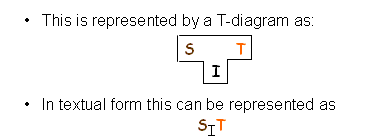 • This is represented by a T-diagram as:
S T
I
• In textual form this can be represented as
SIT